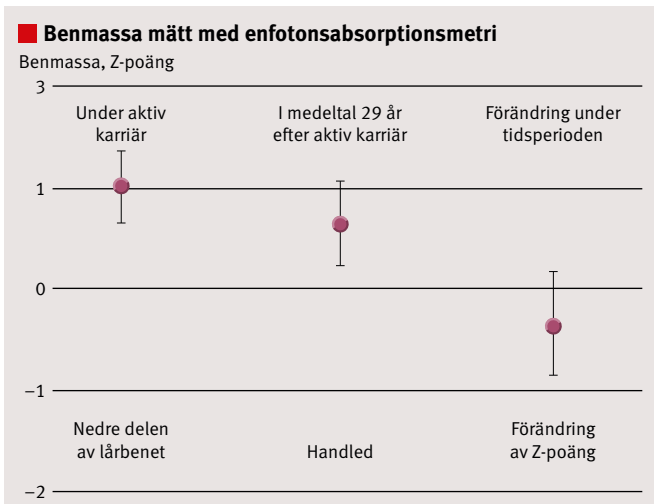 Benmassa mätt med enfotonsabsorptionsmetri
Benmassa, Z-poäng
3
Under aktiv
karriär
I medeltal 29 år
efter aktiv karriär
Förändring under
tidsperioden
1
0
–1
Nedre delen
av lårbenet
Handled
Förändring
av Z-poäng
–2